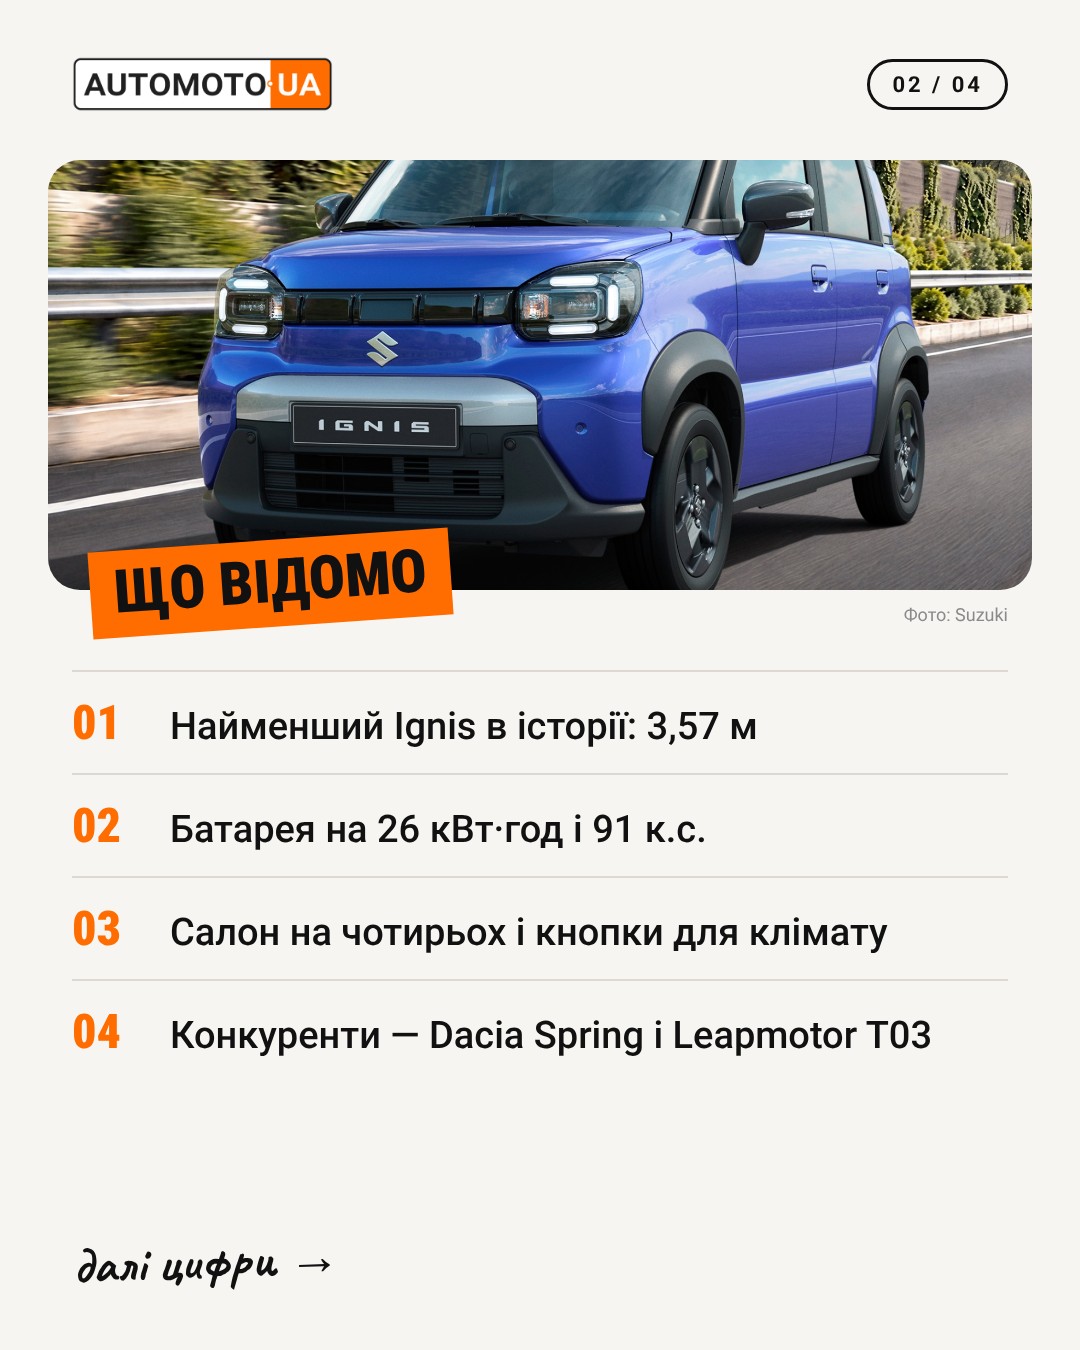 AUTOMOTO UA
02 / 04
IGNIS
ЩО ВІДОМО
Фото: Suzuki
01 Найменший Ignis в історії: 3,57 м
02 Батарея на 26 кВт·год і 91 к.с.
03 Салон на чотирьох і кнопки для клімату
04 Конкуренти — Dacia Spring і Leapmotor T03
далі цифри →